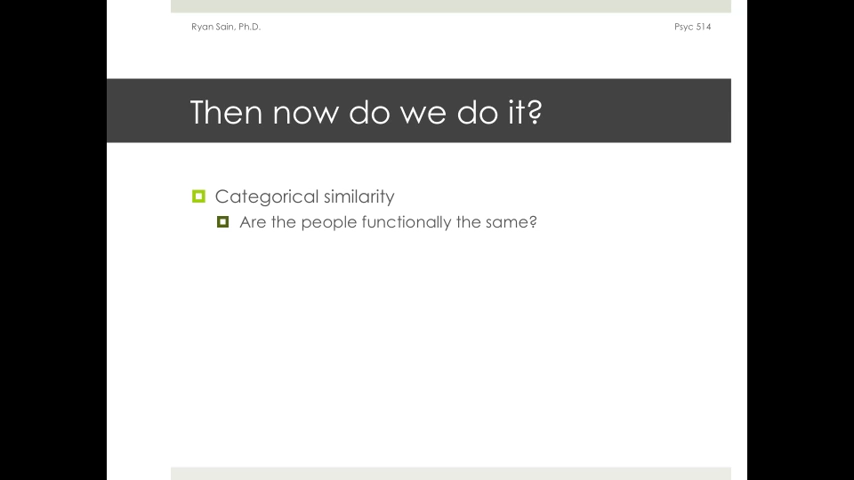 Ryan Sain, Ph.D.
Psyc 514
Then now do we do it?
Categorical similarity
Are the people functionally the same?